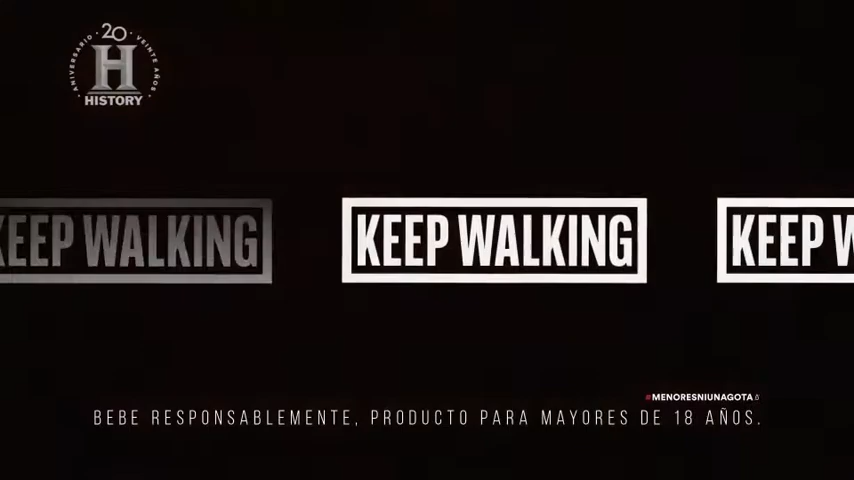 ANIVERSARIO · 20 · VEINTE AÑOS
H
HISTORY
KEEP WALKING
KEEP WALKING
KEEP W
#MENORESNIUNAGOTA
BEBE RESPONSABLEMENTE, PRODUCTO PARA MAYORES DE 18 AÑOS.